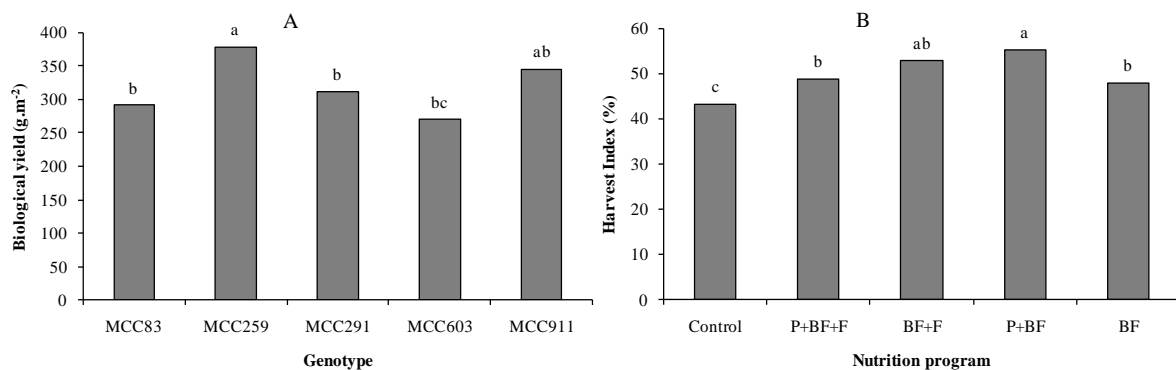 A
Biological yield (g.m-2)
400
350
300
250
200
150
100
50
0
b
a
b
bc
ab
MCC83 MCC259 MCC291 MCC603 MCC911
Genotype
B
Harvest Index (%)
60
50
40
30
20
10
0
c
b
ab
a
b
Control P+BF+F BF+F P+BF BF
Nutrition program